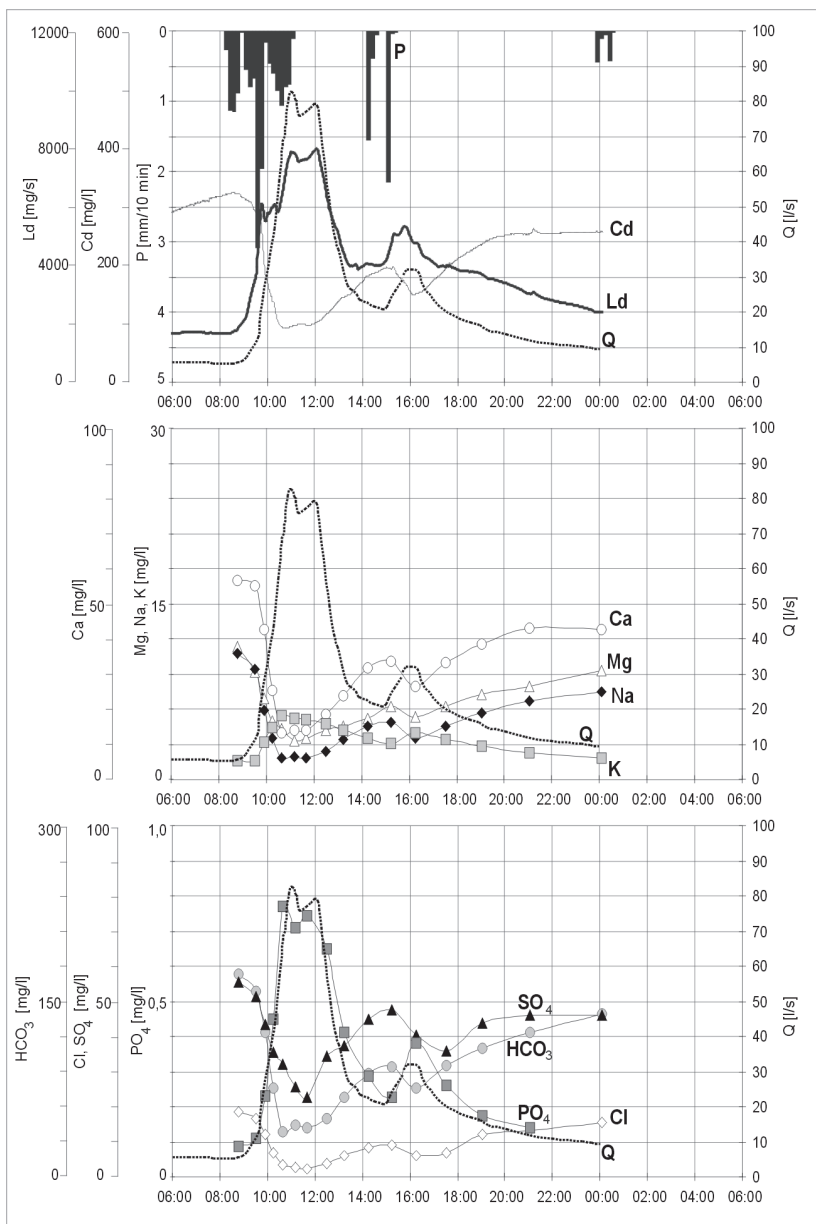 12000 600 0 100
P
90
1 80
8000 400
70
2
60
Ld [mg/s]
Cd [mg/l]
P [mm/10 min]
50
Q [l/s]
3 Cd
40
4000 200
30
Ld
4 20
Q
10
0 0 5 0
06:00 08:00 10:00 12:00 14:00 16:00 18:00 20:00 22:00 00:00 02:00 04:00 06:00
100 30 100
90
80
70
60
Ca [mg/l]
Mg, Na, K [mg/l]
50 15 50
Q [l/s]
Ca
40
Mg
30
Na
20
Q
10
K
0 0 0
06:00 08:00 10:00 12:00 14:00 16:00 18:00 20:00 22:00 00:00 02:00 04:00 06:00
300 100 1,0 100
90
80
70
60
HCO3 [mg/l]
Cl, SO4 [mg/l]
PO4 [mg/l]
150 50 0,5 50
Q [l/s]
SO4
40
HCO3
30
20
PO4 Cl
10
Q
0 0 0 0
06:00 08:00 10:00 12:00 14:00 16:00 18:00 20:00 22:00 00:00 02:00 04:00 06:00